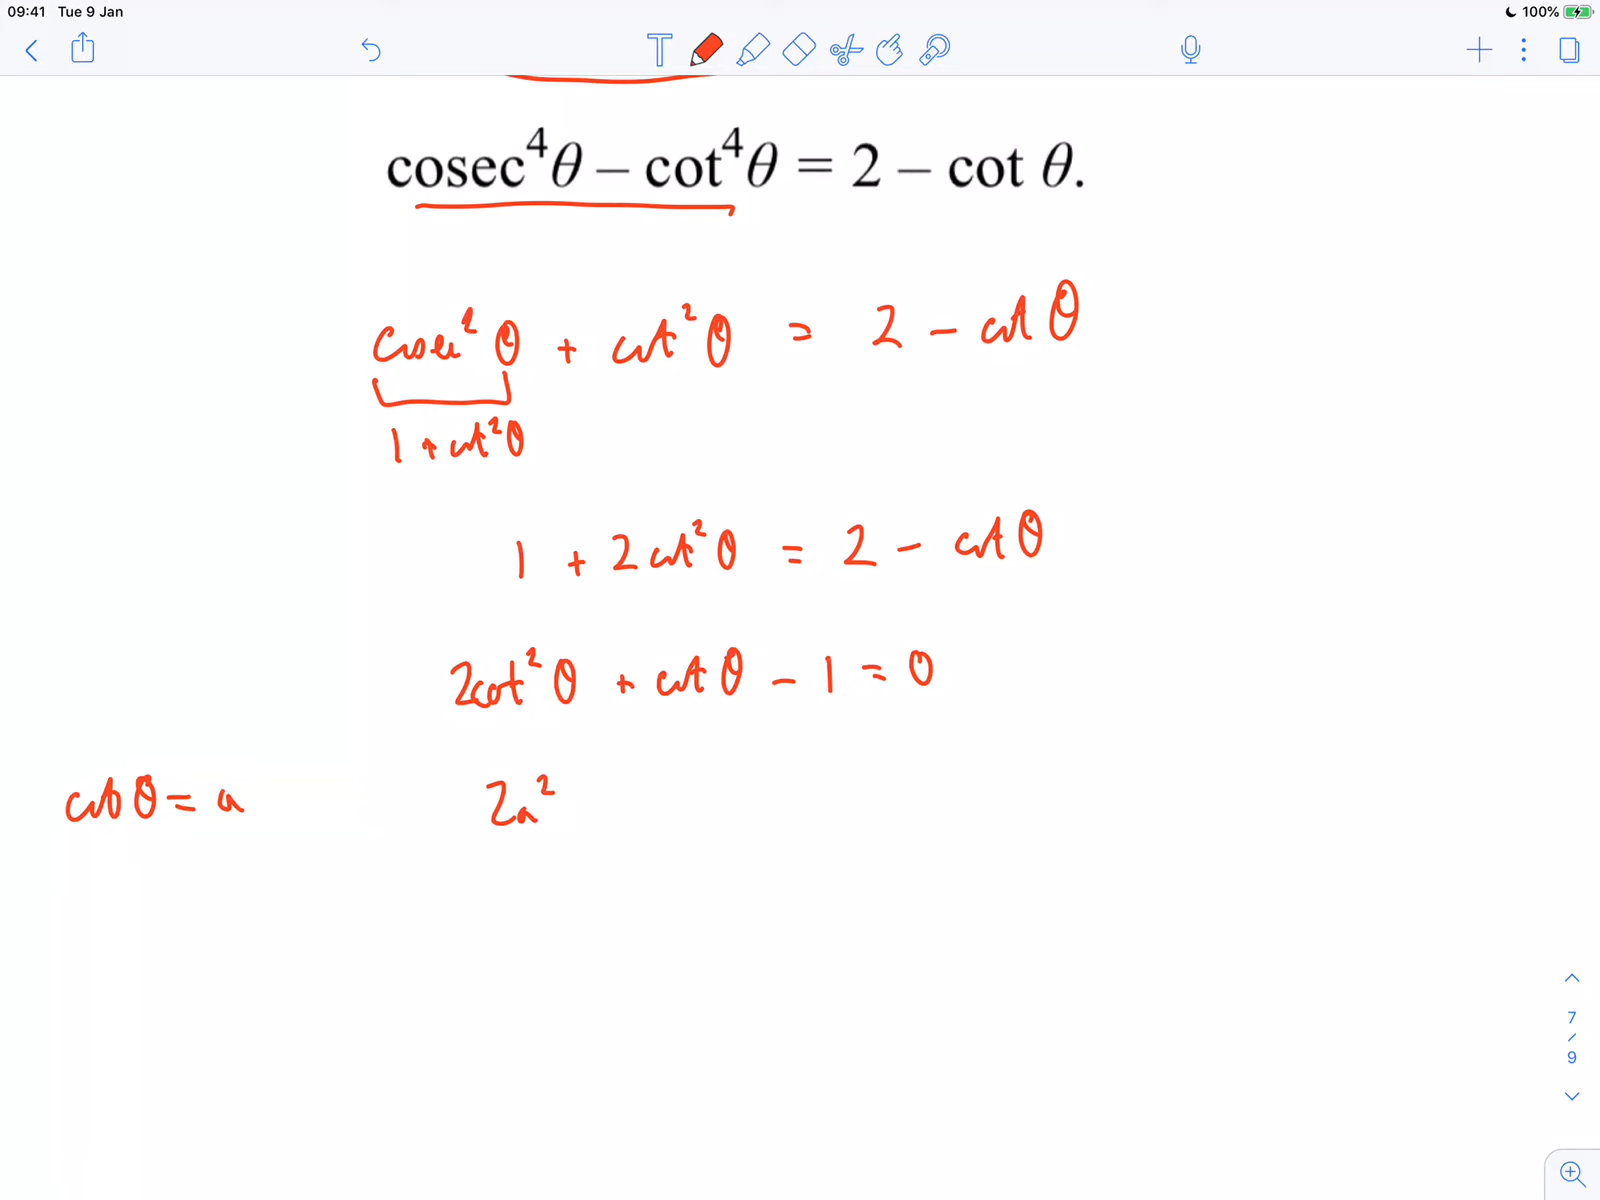 09:41 Tue 9 Jan 100%
cosec⁴θ – cot⁴θ = 2 – cot θ.
cosec²θ + cot²θ = 2 - cot θ
1 + cot²θ
1 + 2cot²θ = 2 - cot θ
2cot²θ + cot θ - 1 = 0
cot θ = a 2a²
7
/
9